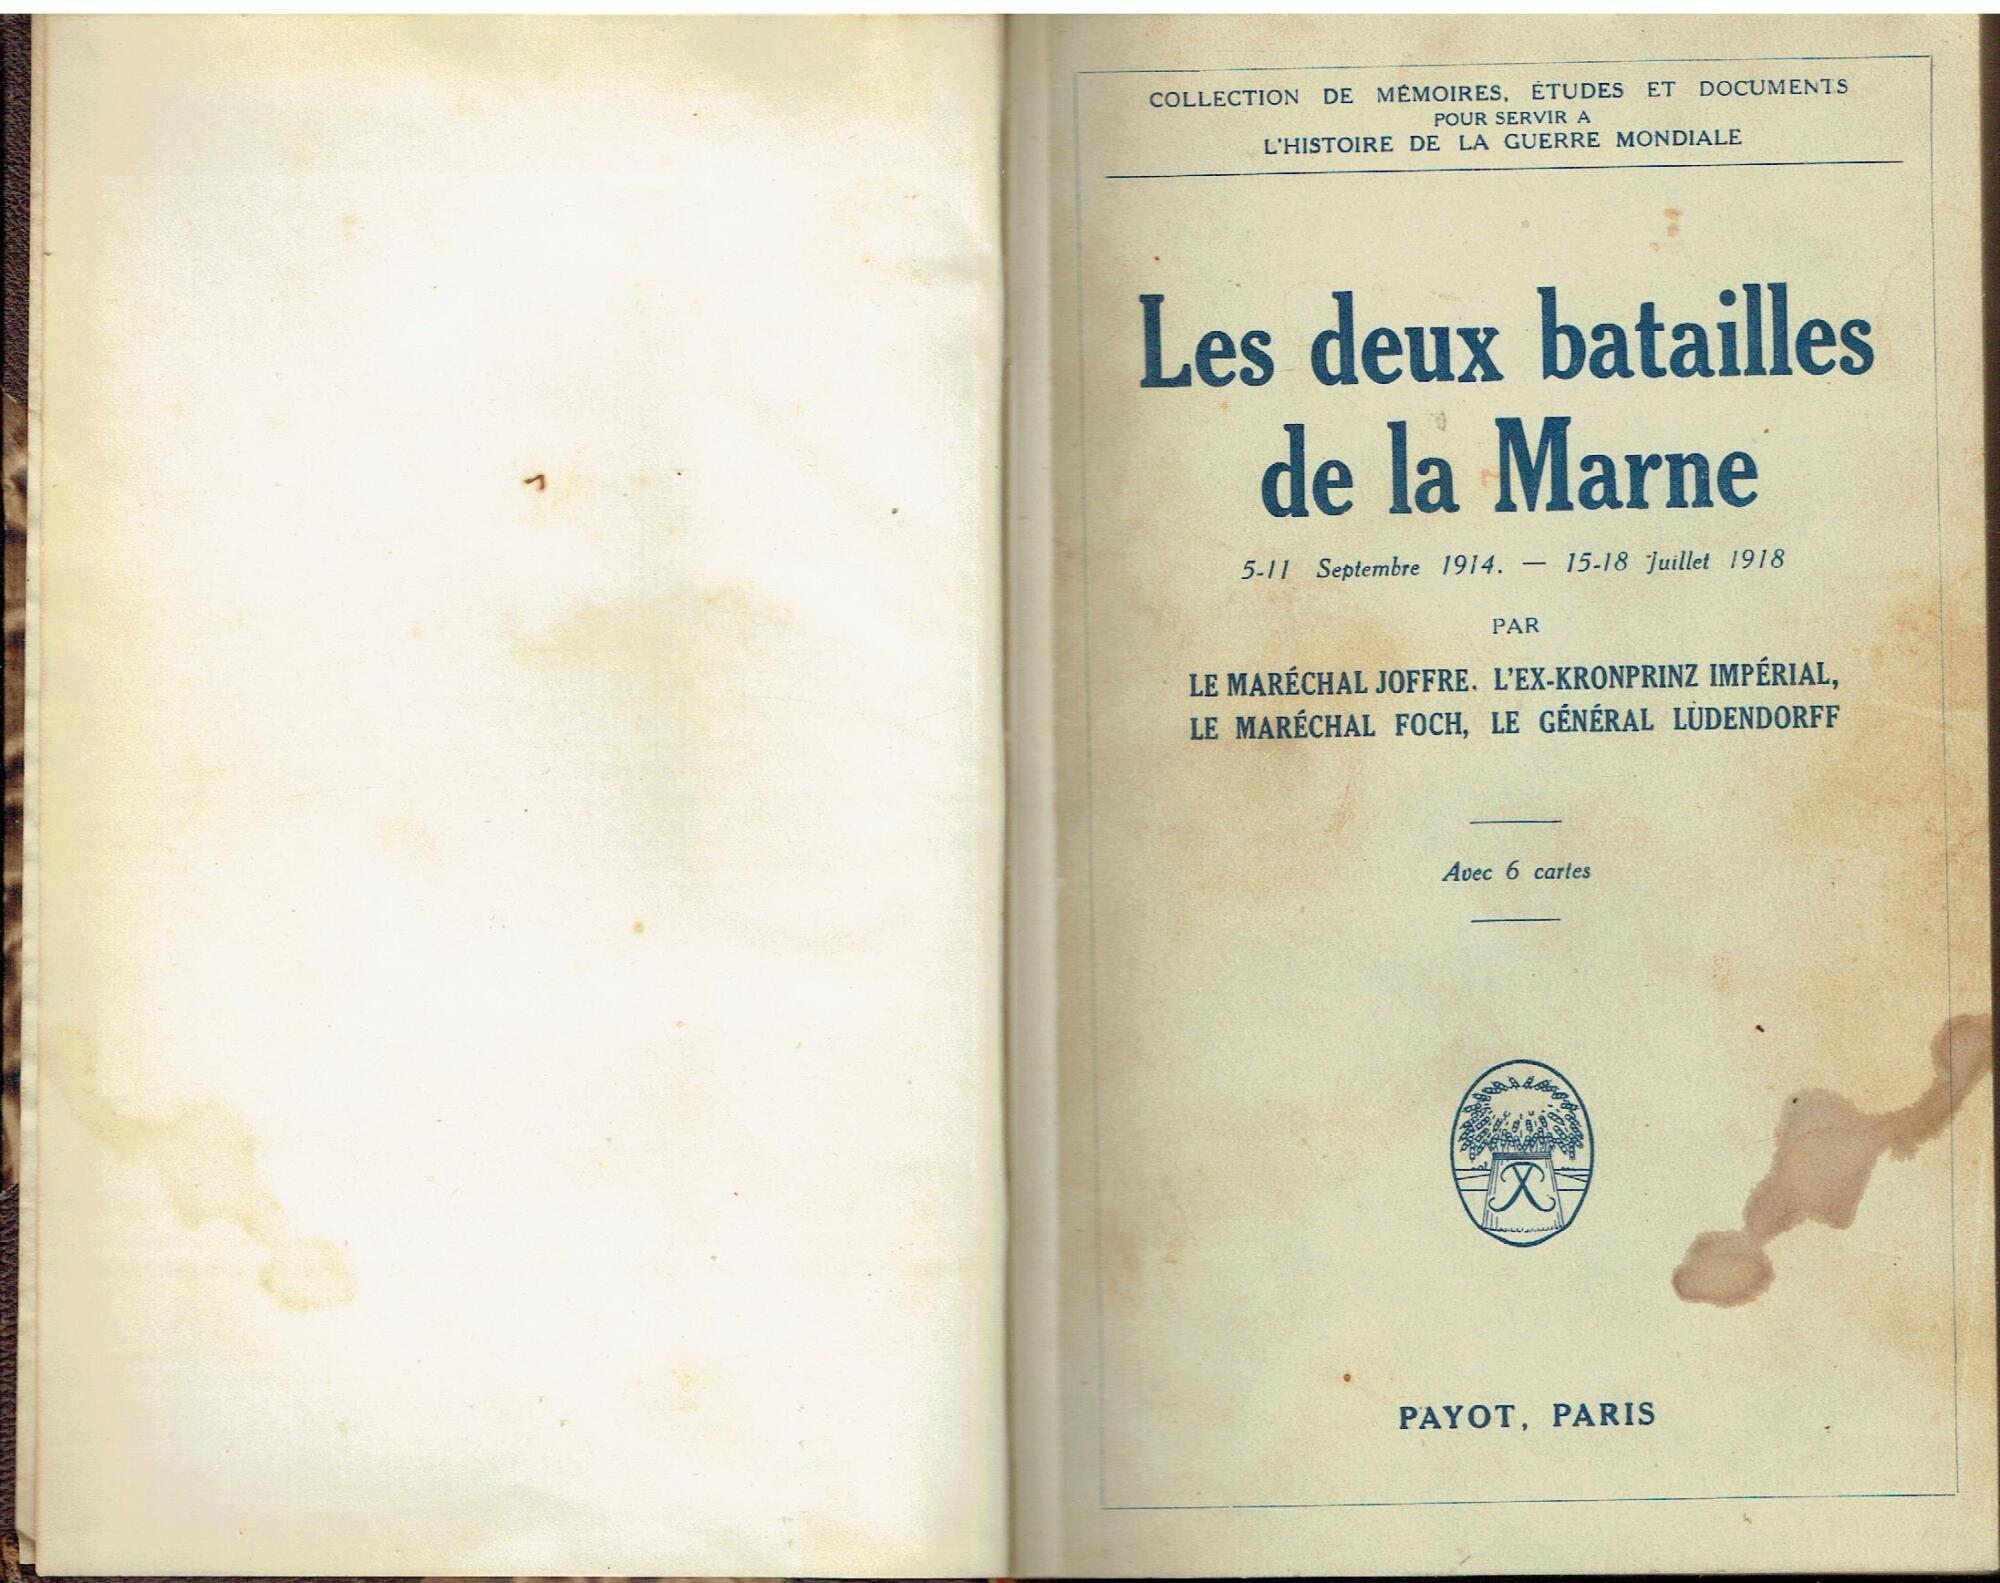 COLLECTION DE MÉMOIRES, ÉTUDES ET DOCUMENTS
POUR SERVIR A
L'HISTOIRE DE LA GUERRE MONDIALE
Les deux batailles
de la Marne
5-11 Septembre 1914. — 15-18 Juillet 1918
PAR
LE MARÉCHAL JOFFRE. L'EX-KRONPRINZ IMPÉRIAL,
LE MARÉCHAL FOCH, LE GÉNÉRAL LUDENDORFF
Avec 6 cartes
PAYOT, PARIS